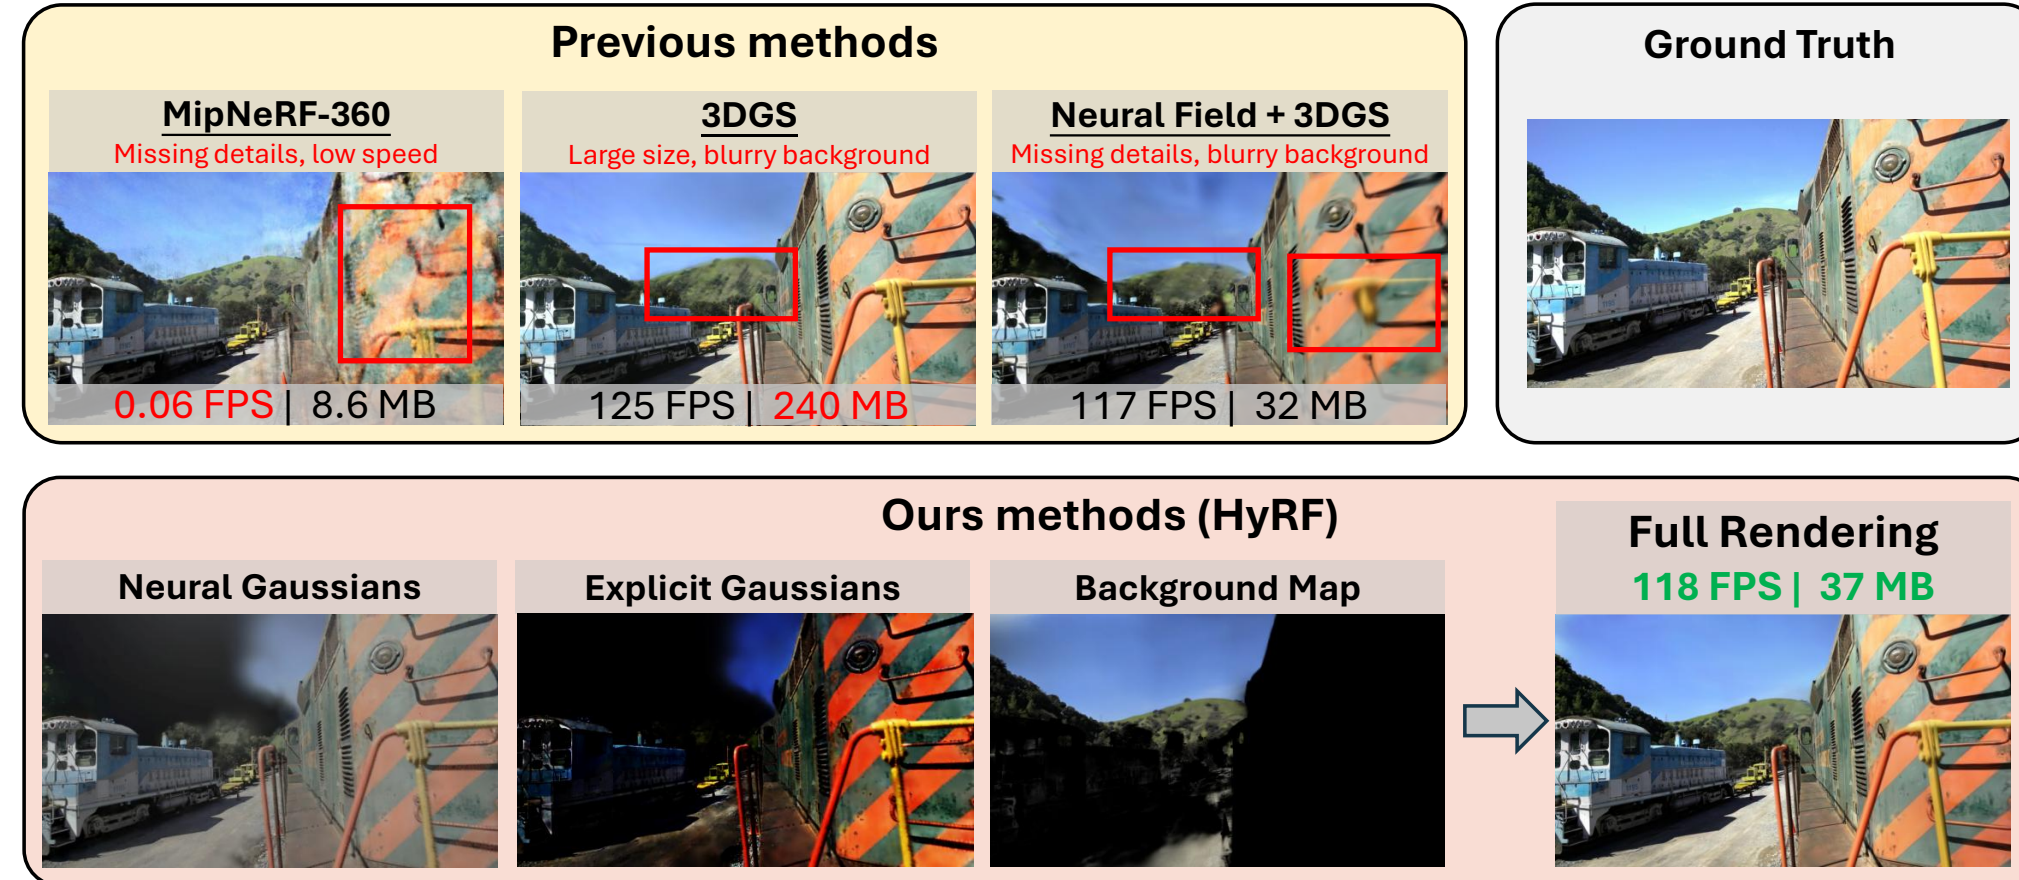 Previous methods
MipNeRF-360
Missing details, low speed
0.06 FPS | 8.6 MB
3DGS
Large size, blurry background
125 FPS | 240 MB
Neural Field + 3DGS
Missing details, blurry background
117 FPS | 32 MB
Ground Truth
Ours methods (HyRF)
Neural Gaussians
Explicit Gaussians
Background Map
Full Rendering
118 FPS | 37 MB